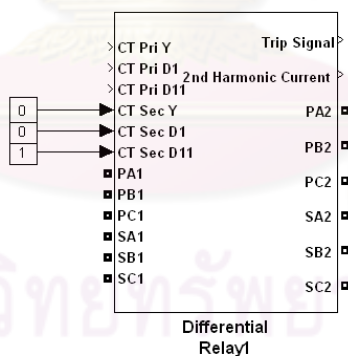 CT Pri Y
Trip Signal
CT Pri D1
2nd Harmonic Current
CT Pri D11
0
CT Sec Y
PA2
0
CT Sec D1
PB2
1
CT Sec D11
PA1
PC2
PB1
PC1
SA2
SA1
SB1
SB2
SC1
SC2
Differential
Relay1